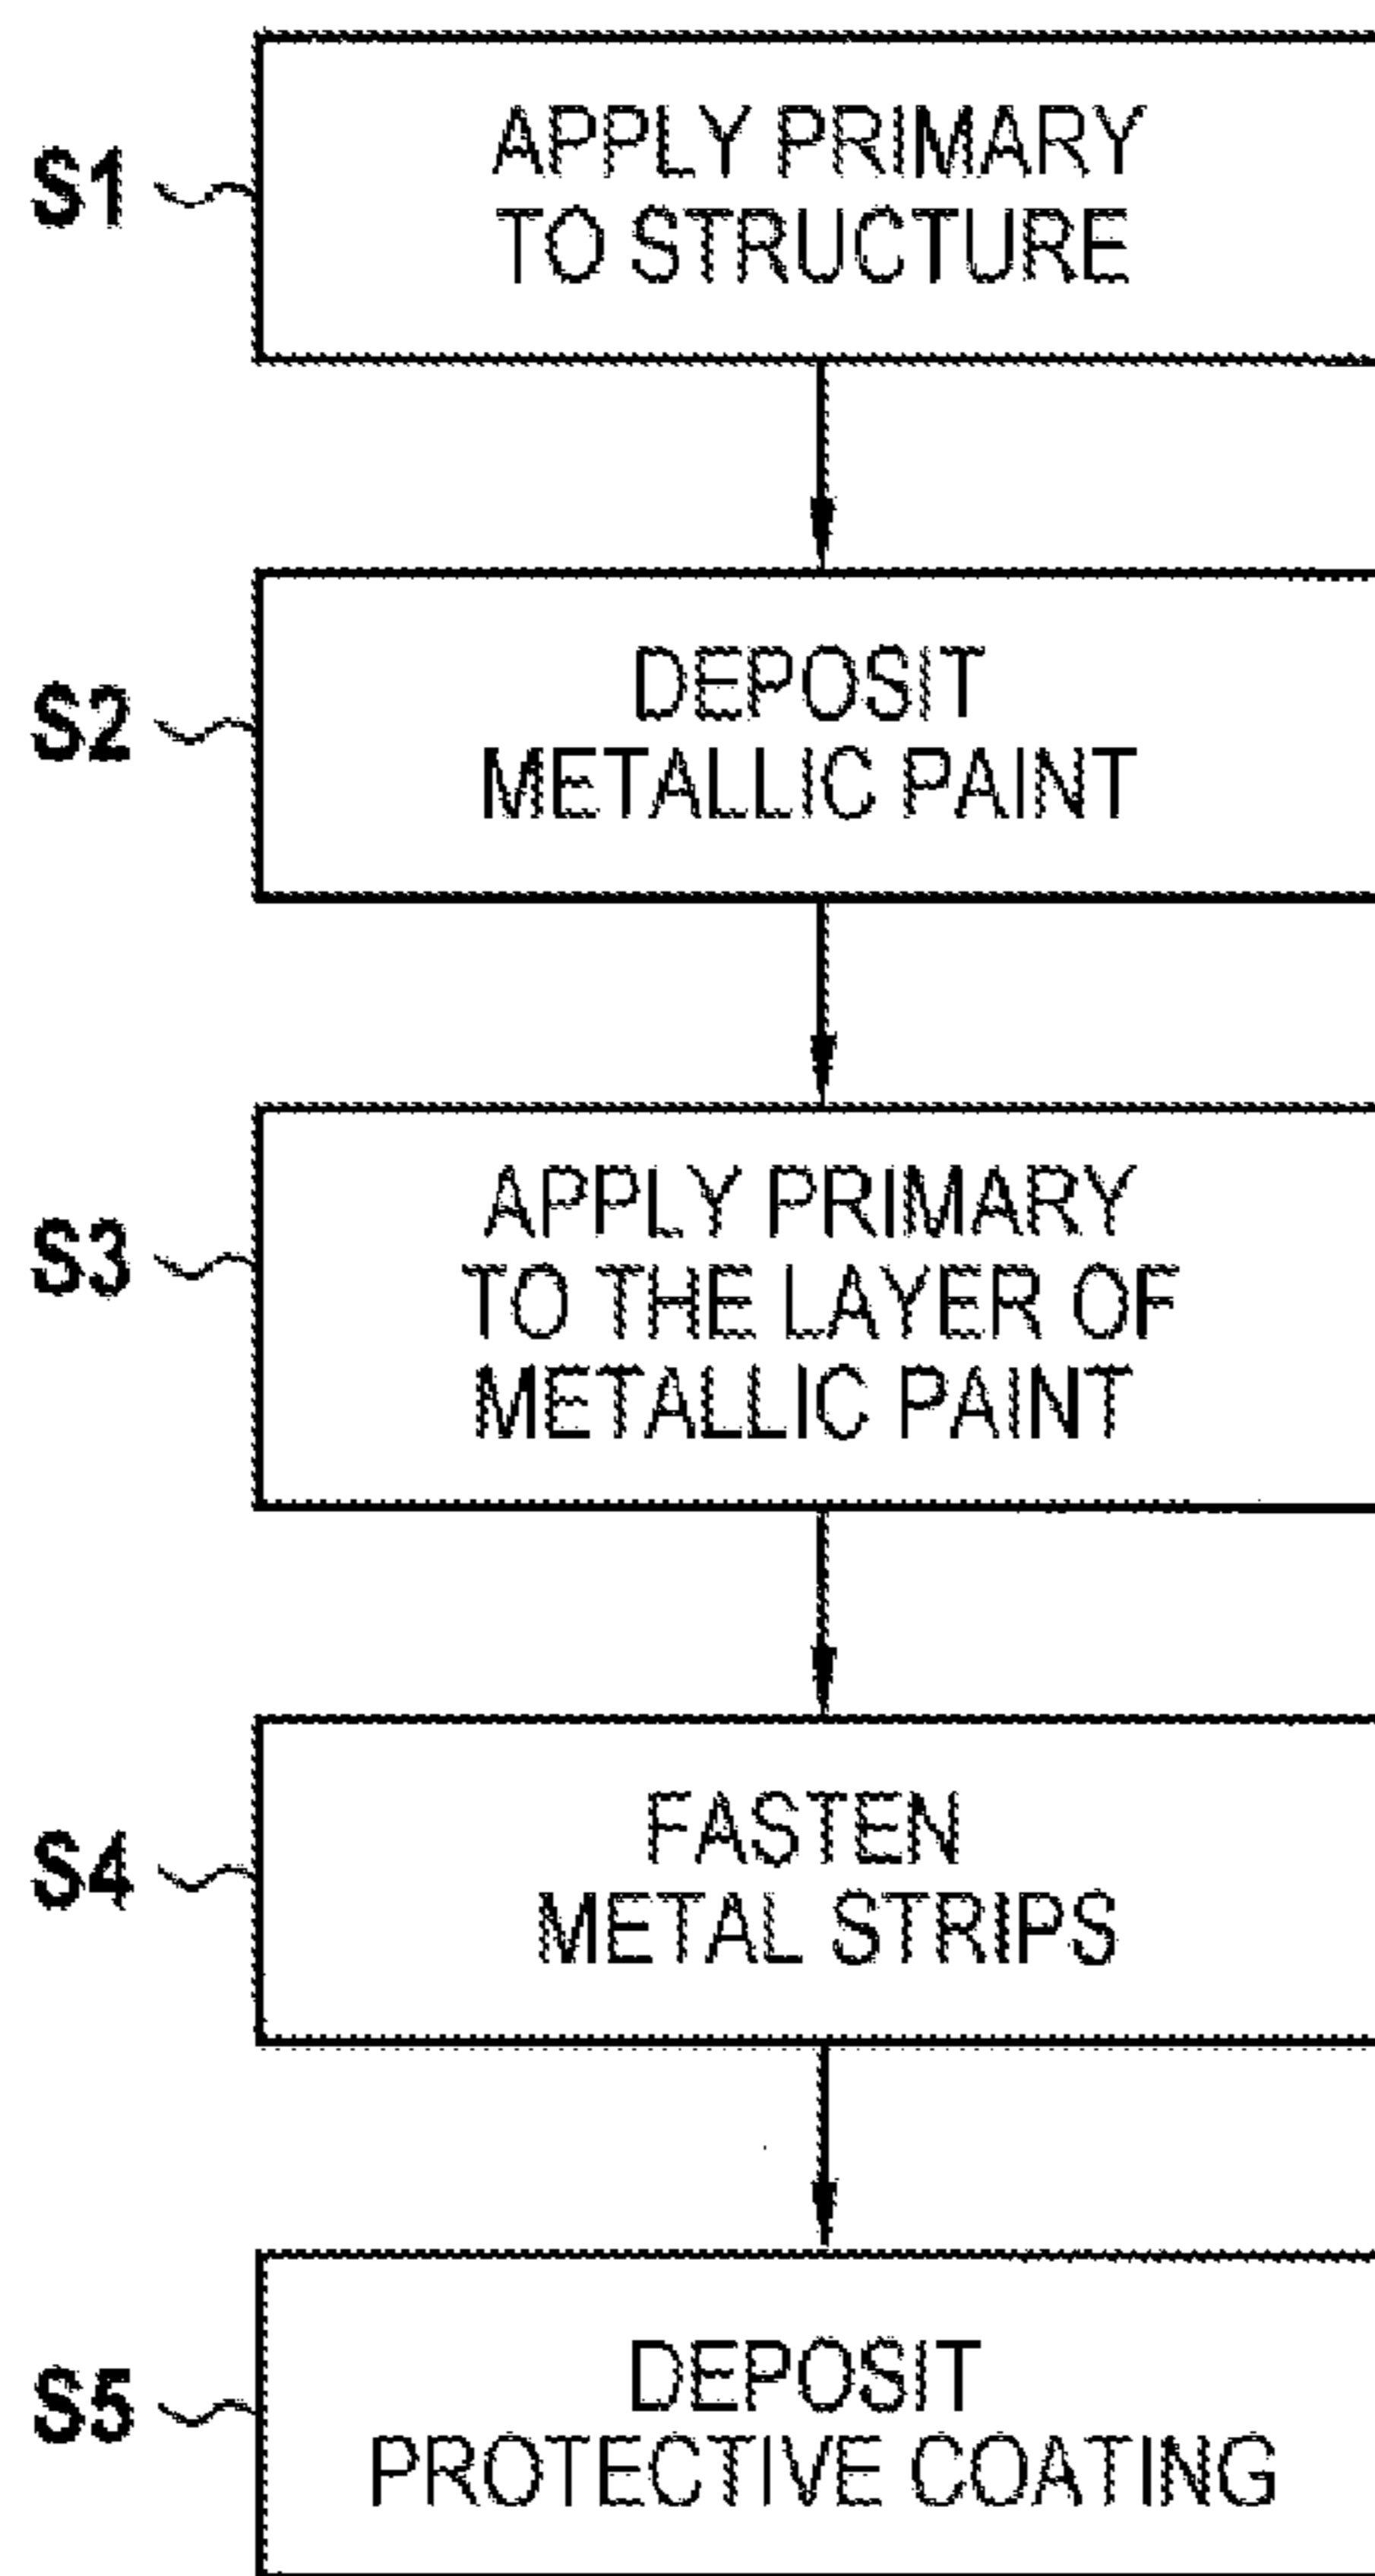 S1
APPLY PRIMARY
TO STRUCTURE
S2
DEPOSIT
METALLIC PAINT
S3
APPLY PRIMARY
TO THE LAYER OF
METALLIC PAINT
S4
FASTEN
METAL STRIPS
S5
DEPOSIT
PROTECTIVE COATING